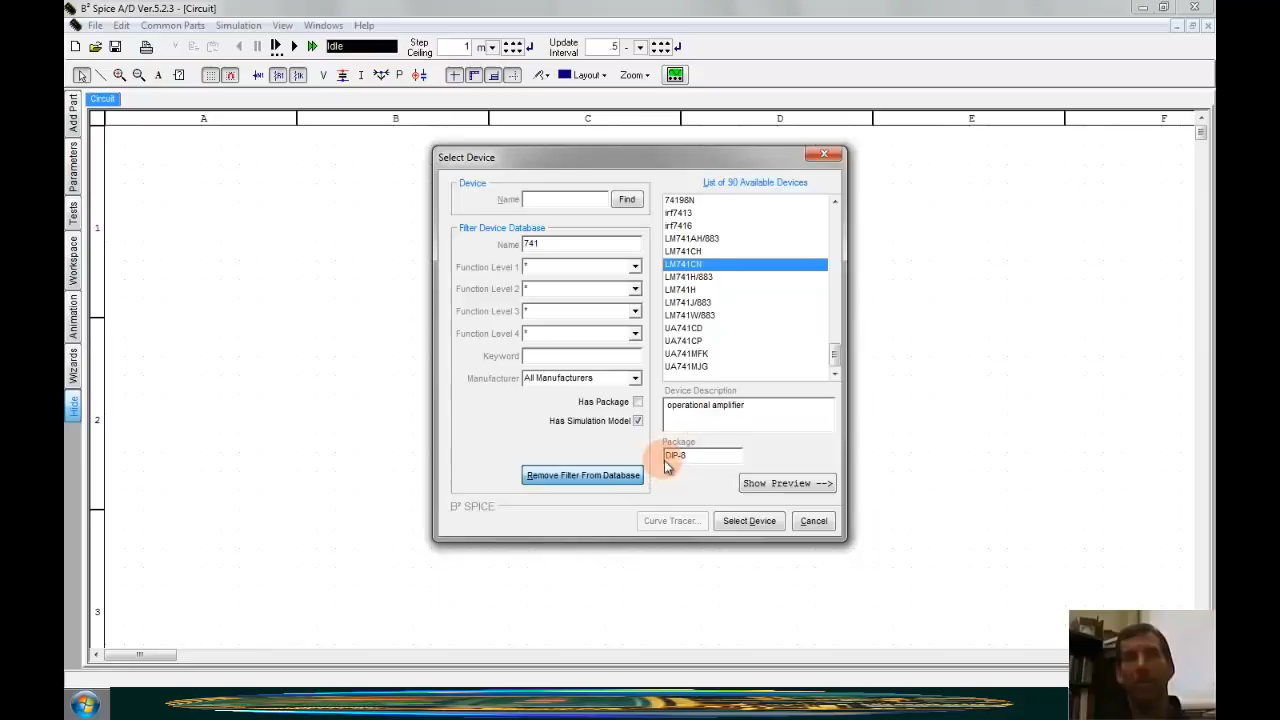 B² Spice A/D Ver.5.2.3 - [Circuit]
File Edit Common Parts Simulation View Windows Help
Idle Step Ceiling 1 m Update Interval .5 -
A V I P Layout Zoom
Circuit
A B C D E F
Add Part
Parameters
Tests
Workspace
Animation
Wizards
Hide
1
2
3
Select Device
Device
Name Find
Filter Device Database
Name 741
Function Level 1 *
Function Level 2 *
Function Level 3 *
Function Level 4 *
Keyword
Manufacturer All Manufacturers
Has Package
Has Simulation Model
Remove Filter From Database
B² SPICE
List of 90 Available Devices
74198N
irf7413
irf7416
LM741AH/883
LM741CH
LM741CN
LM741H/883
LM741H
LM741J/883
LM741W/883
UA741CD
UA741CP
UA741MFK
UA741MJG
Device Description
operational amplifier
Package
DIP-8
Show Preview -->
Curve Tracer... Select Device Cancel